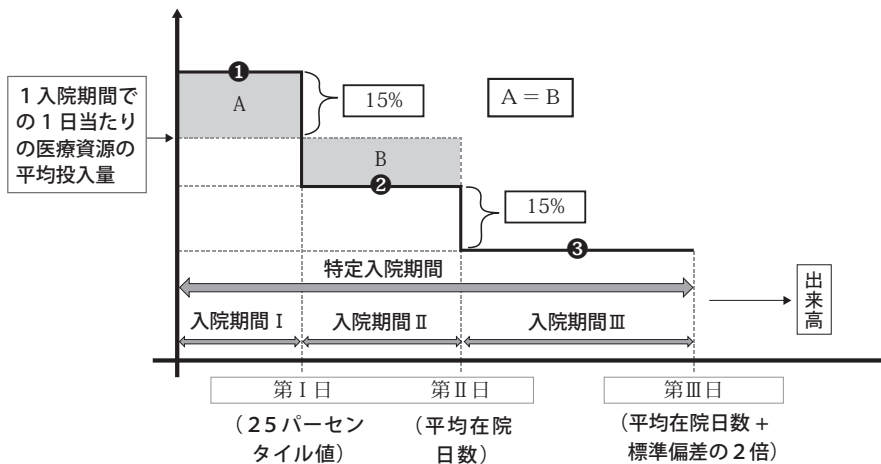 ❶
A
15%
A = B
１入院期間で
の１日当たり
の医療資源の
平均投入量
B
❷
15%
❸
特定入院期間
出来高
入院期間Ⅰ
入院期間Ⅱ
入院期間Ⅲ
第Ⅰ日
第Ⅱ日
第Ⅲ日
（25パーセン
タイル値）
（平均在院
日数）
（平均在院日数 +
標準偏差の２倍）